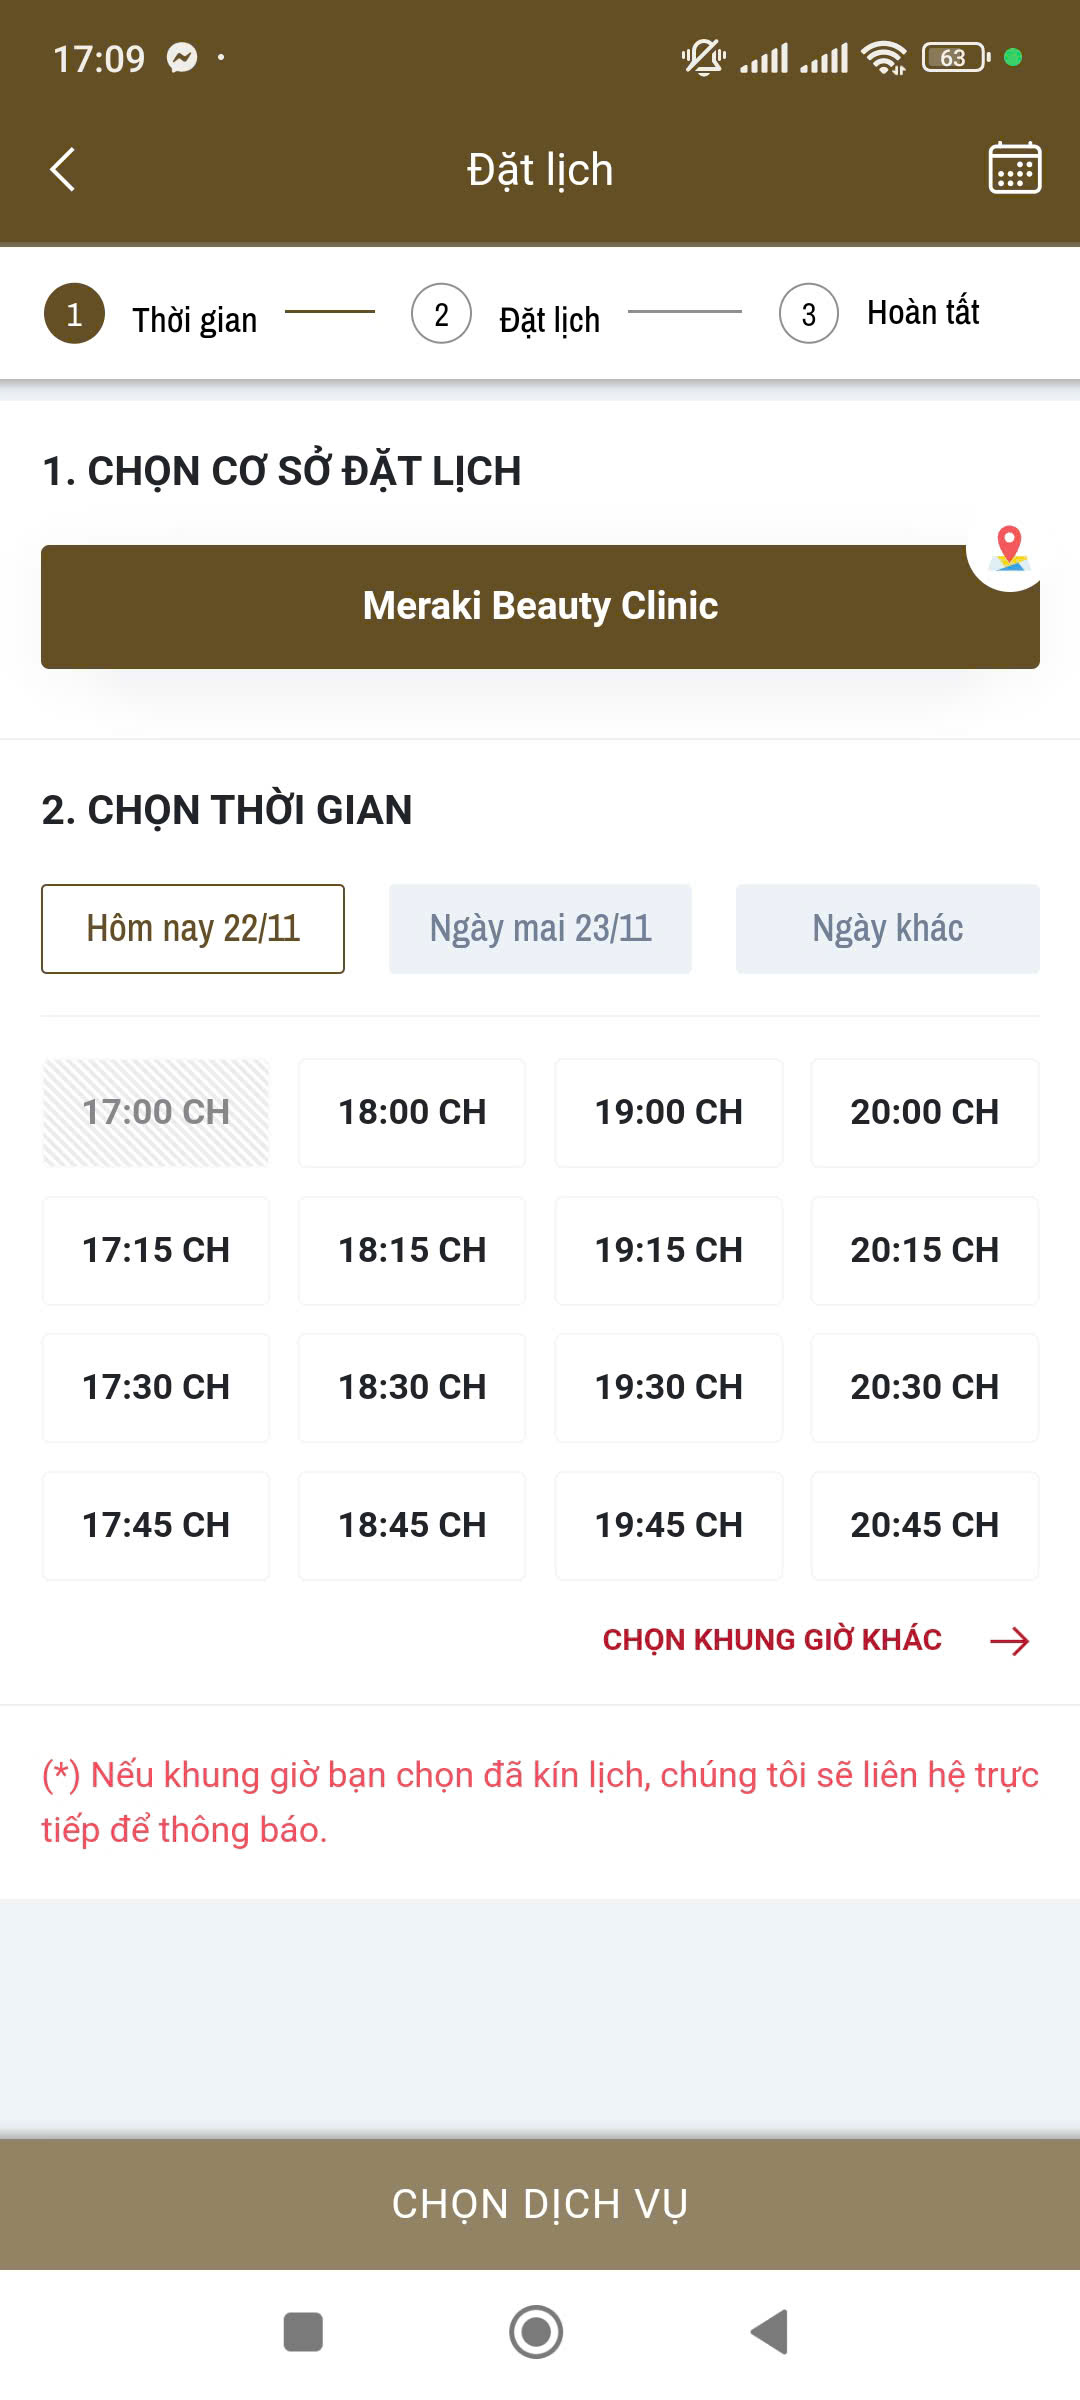 17:09
63
Đặt lịch
1 Thời gian 2 Đặt lịch 3 Hoàn tất
1. CHỌN CƠ SỞ ĐẶT LỊCH
Meraki Beauty Clinic
2. CHỌN THỜI GIAN
Hôm nay 22/11 Ngày mai 23/11 Ngày khác
17:00 CH 18:00 CH 19:00 CH 20:00 CH
17:15 CH 18:15 CH 19:15 CH 20:15 CH
17:30 CH 18:30 CH 19:30 CH 20:30 CH
17:45 CH 18:45 CH 19:45 CH 20:45 CH
CHỌN KHUNG GIỜ KHÁC
(*) Nếu khung giờ bạn chọn đã kín lịch, chúng tôi sẽ liên hệ trực
tiếp để thông báo.
CHỌN DỊCH VỤ